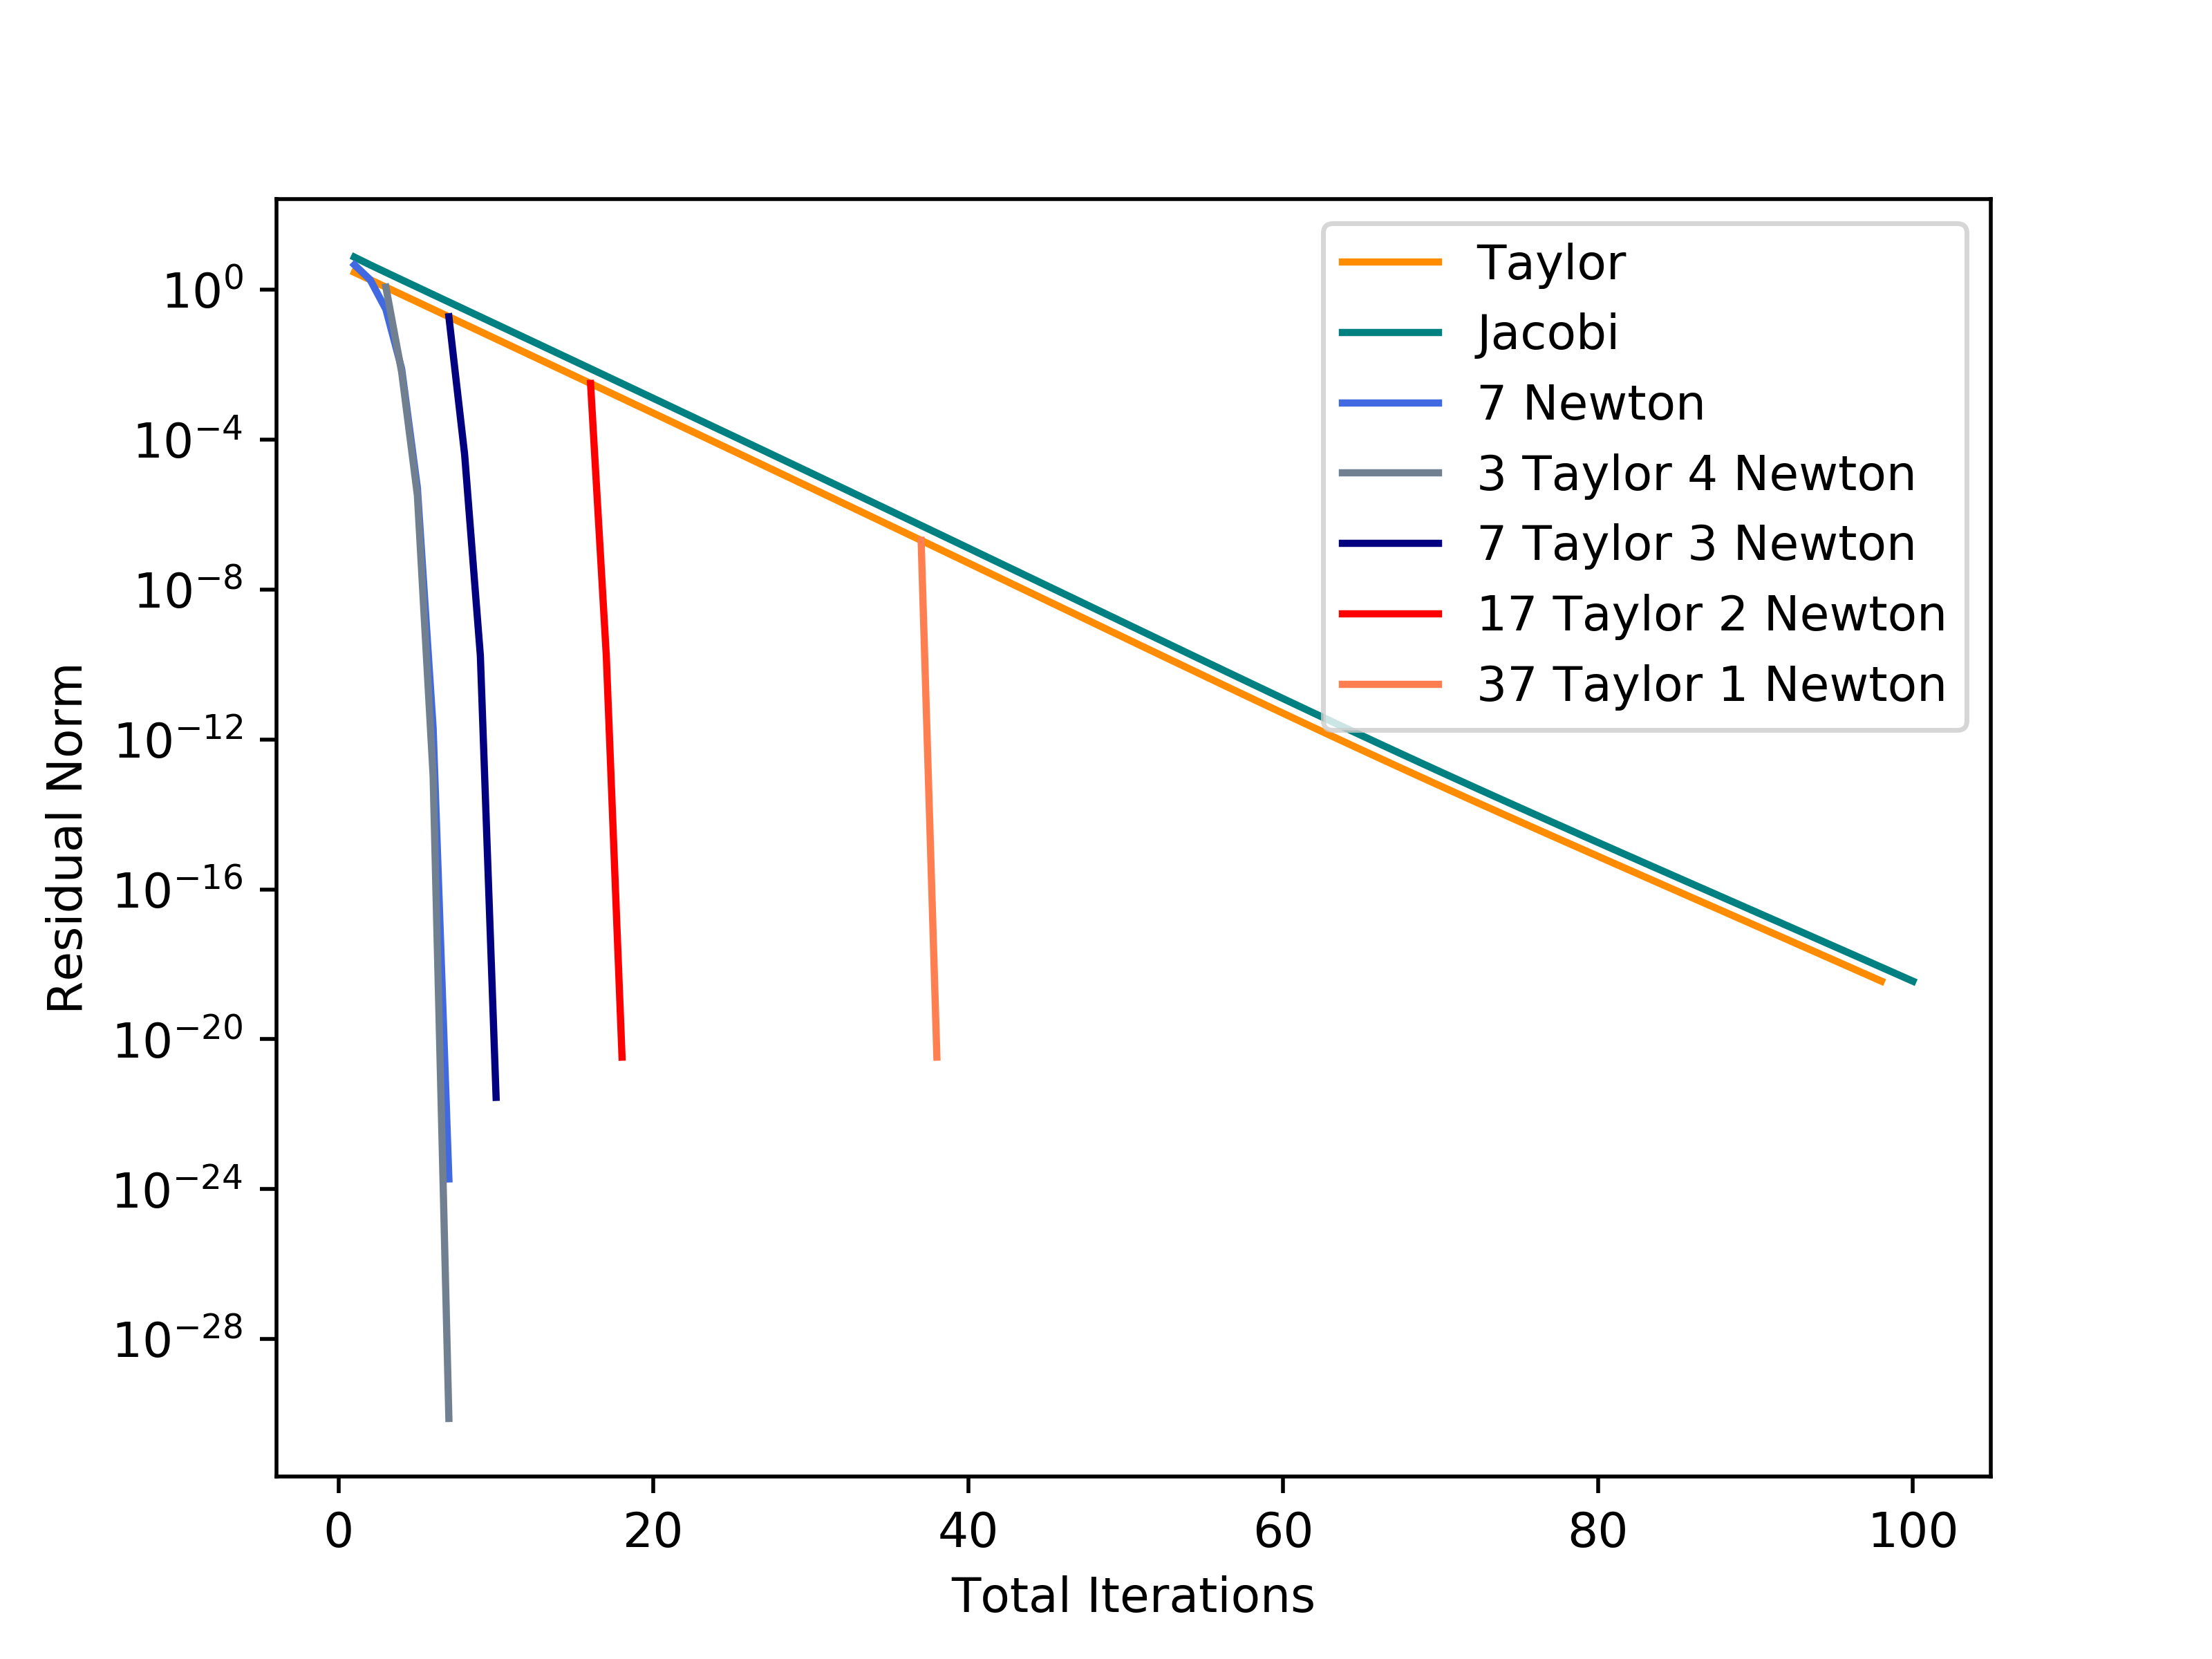 Taylor
Jacobi
7 Newton
3 Taylor 4 Newton
7 Taylor 3 Newton
17 Taylor 2 Newton
37 Taylor 1 Newton
10⁰
10⁻⁴
10⁻⁸
10⁻¹²
10⁻¹⁶
10⁻²⁰
10⁻²⁴
10⁻²⁸
Residual Norm
0 20 40 60 80 100
Total Iterations